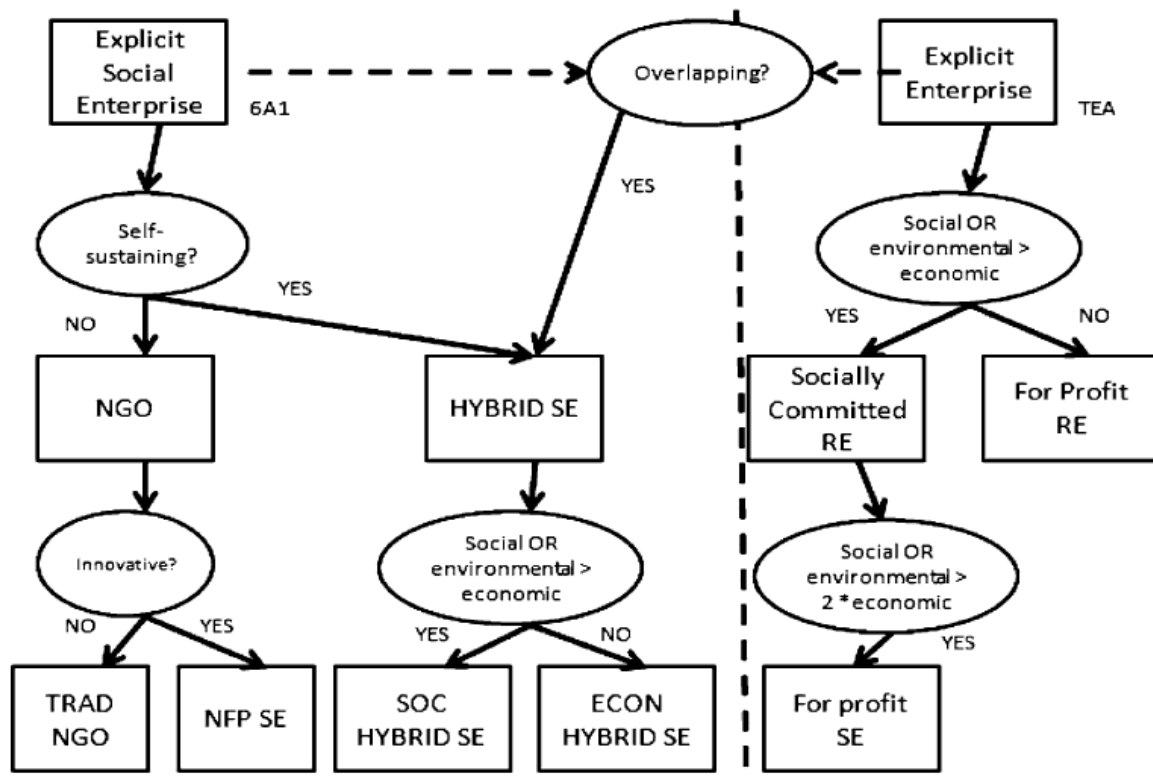 Explicit
Social
Enterprise
6A1
Overlapping?
Explicit
Enterprise
TEA
YES
Self-
sustaining?
Social OR
environmental >
economic
YES
NO
YES
NO
NGO
HYBRID SE
Socially
Committed
RE
For Profit
RE
Innovative?
Social OR
environmental >
economic
Social OR
environmental >
2 * economic
NO
YES
YES
NO
YES
TRAD
NGO
NFP SE
SOC
HYBRID SE
ECON
HYBRID SE
For profit
SE